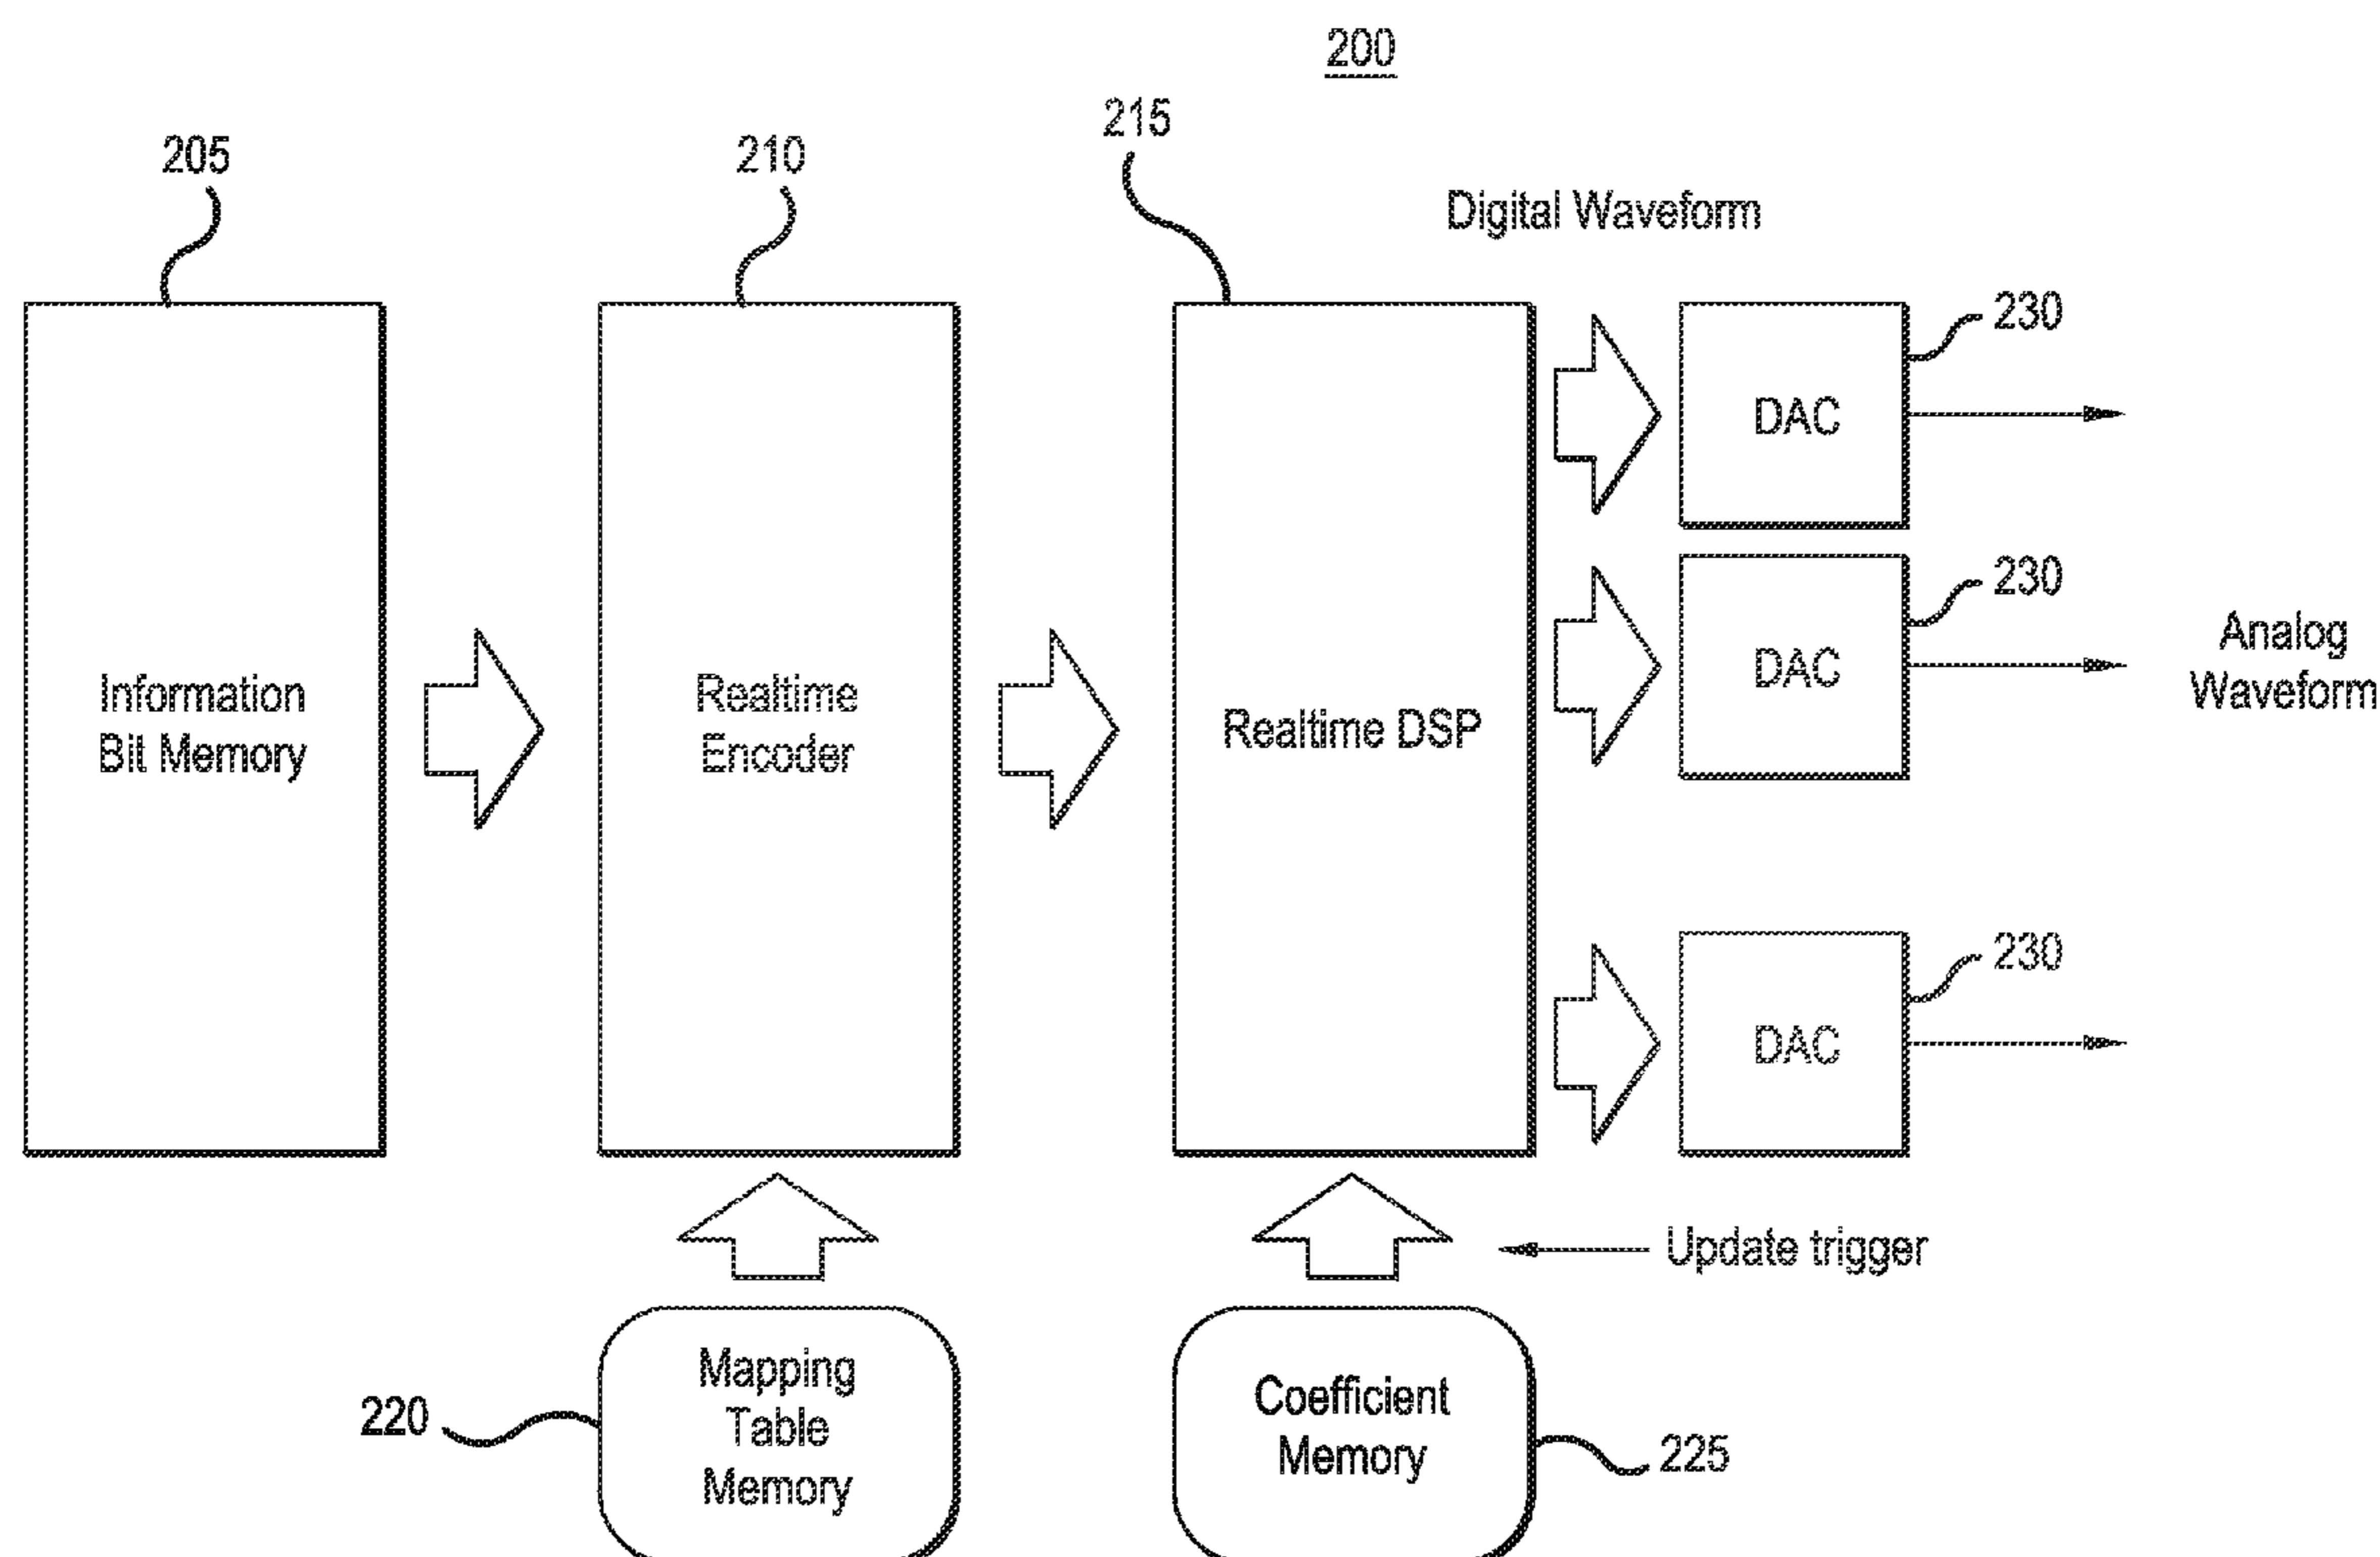 200
215
205
210
Digital Waveform
230
DAC
230
DAC
Analog
Waveform
Information
Bit Memory
Realtime
Encoder
Realtime DSP
230
DAC
Update trigger
Mapping
Table
Memory
220
Coefficient
Memory
225